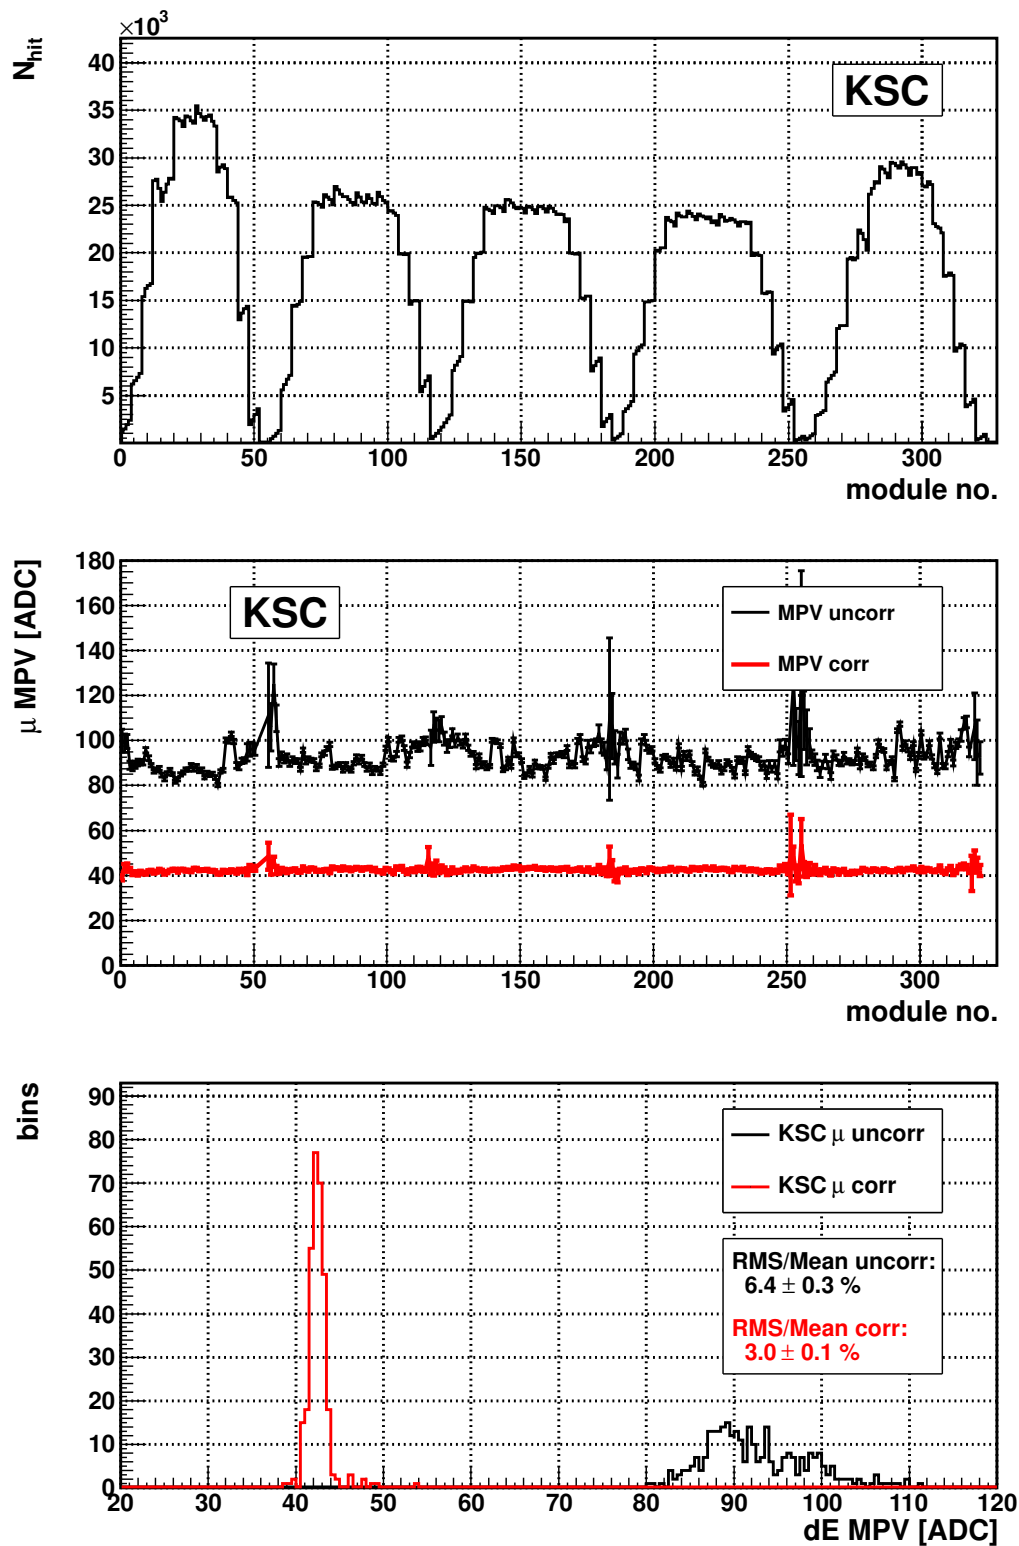 ×10³
N_hit
40
35
30
25
20
15
10
5
0 50 100 150 200 250 300
module no.
KSC
μ MPV [ADC]
180
160
140
120
100
80
60
40
20
0
0 50 100 150 200 250 300
module no.
KSC
MPV uncorr
MPV corr
bins
90
80
70
60
50
40
30
20
10
0
20 30 40 50 60 70 80 90 100 110 120
dE MPV [ADC]
KSC μ uncorr
KSC μ corr
RMS/Mean uncorr:
6.4 ± 0.3 %
RMS/Mean corr:
3.0 ± 0.1 %